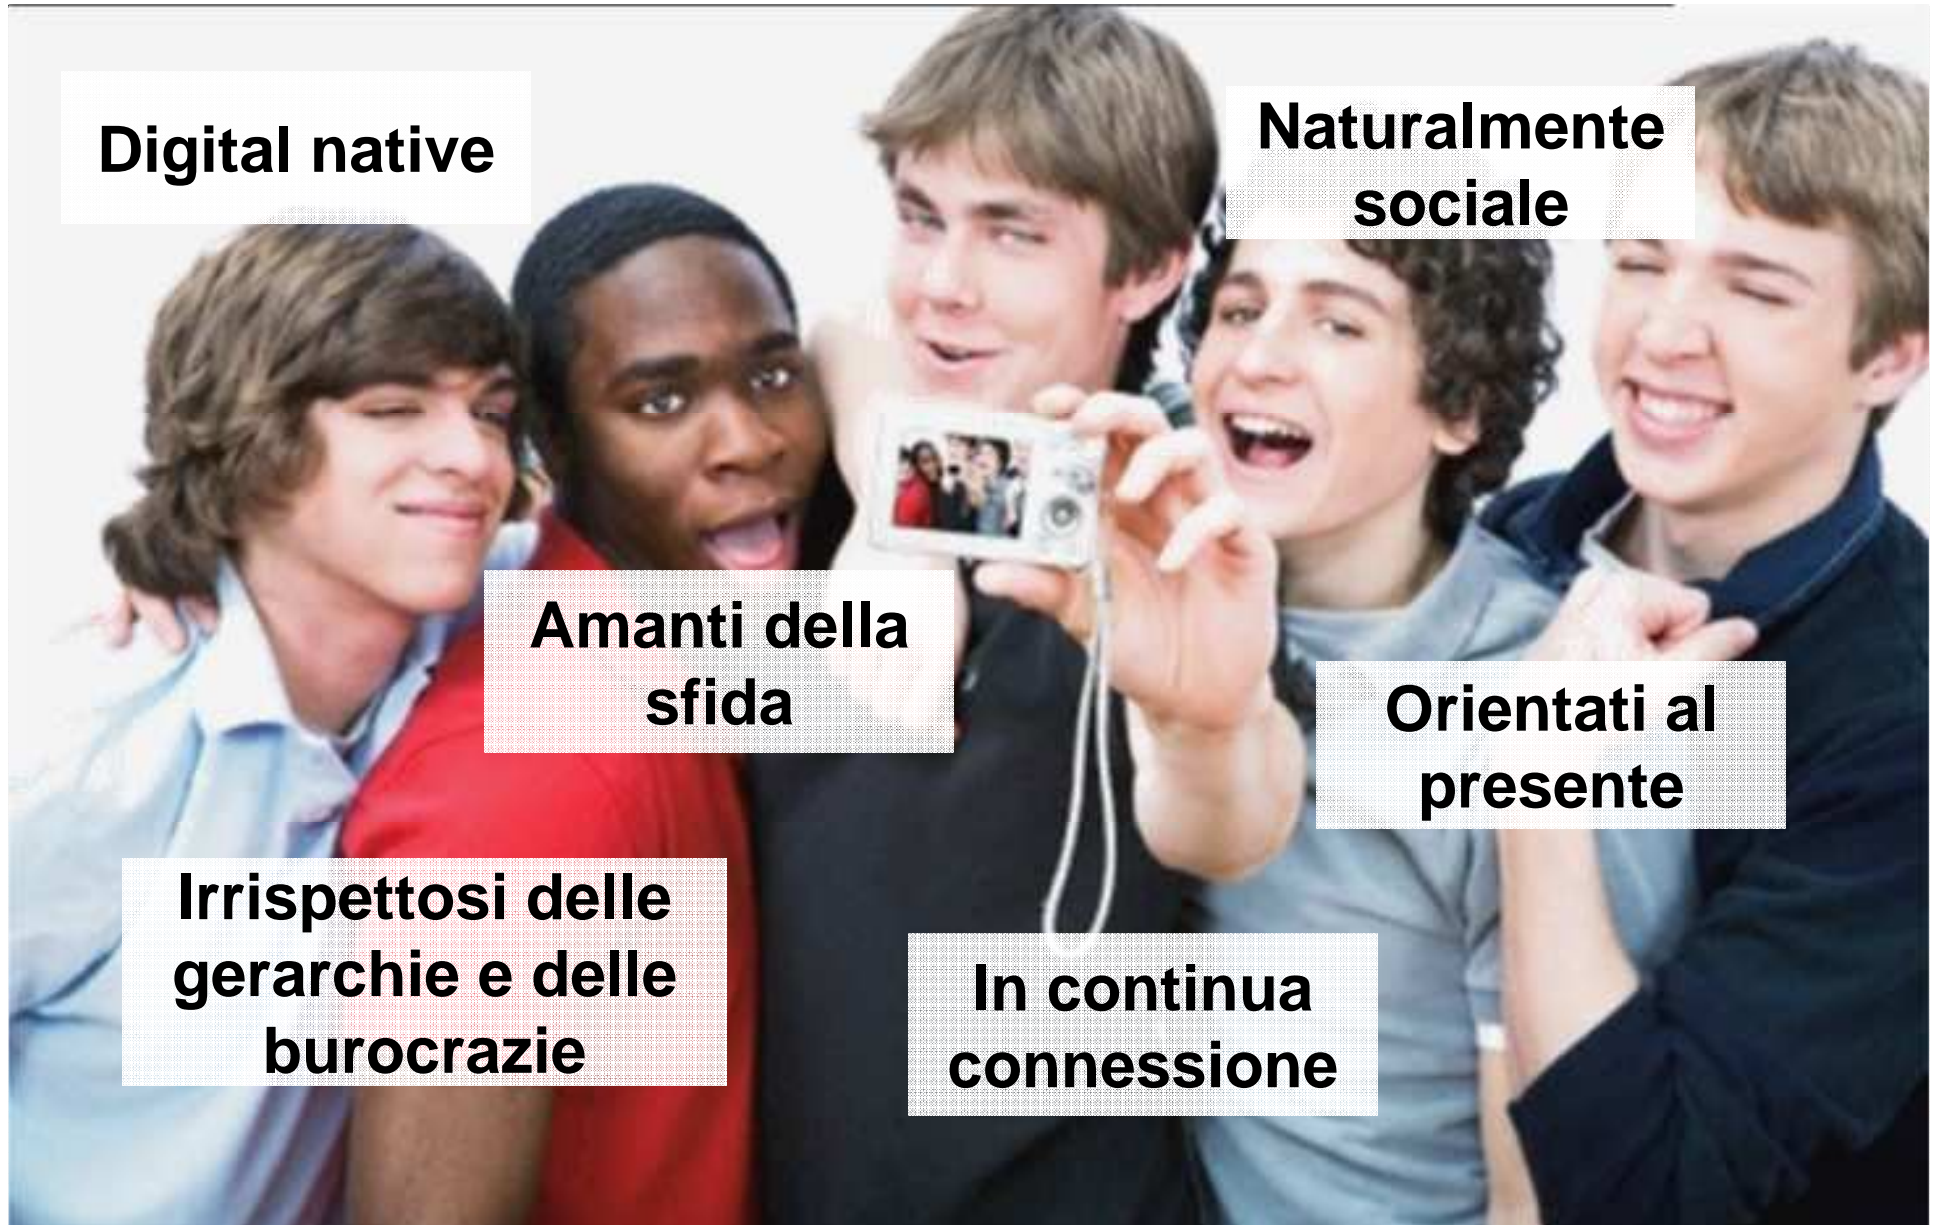 Digital native
Naturalmente
sociale
Amanti della
sfida
Orientati al
presente
Irrispettosi delle
gerarchie e delle
burocrazie
In continua
connessione